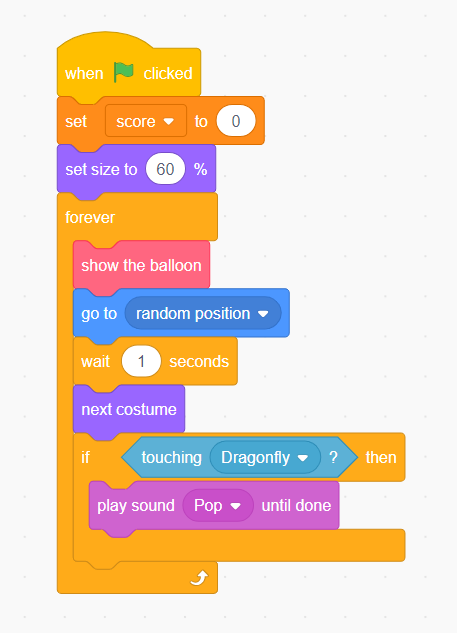 when clicked
set score to 0
set size to 60 %
forever
show the balloon
go to random position
wait 1 seconds
next costume
if touching Dragonfly ? then
play sound Pop until done